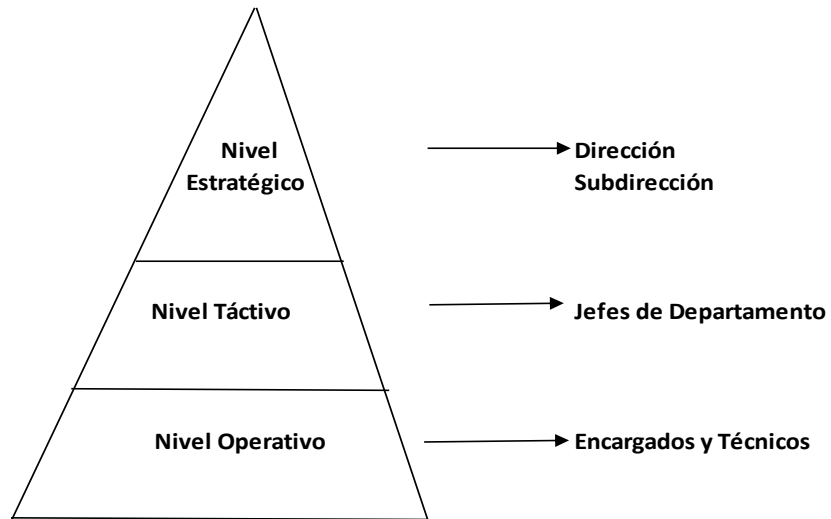 Nivel
Estratégico
Dirección
Subdirección
Nivel Táctivo
Jefes de Departamento
Nivel Operativo
Encargados y Técnicos